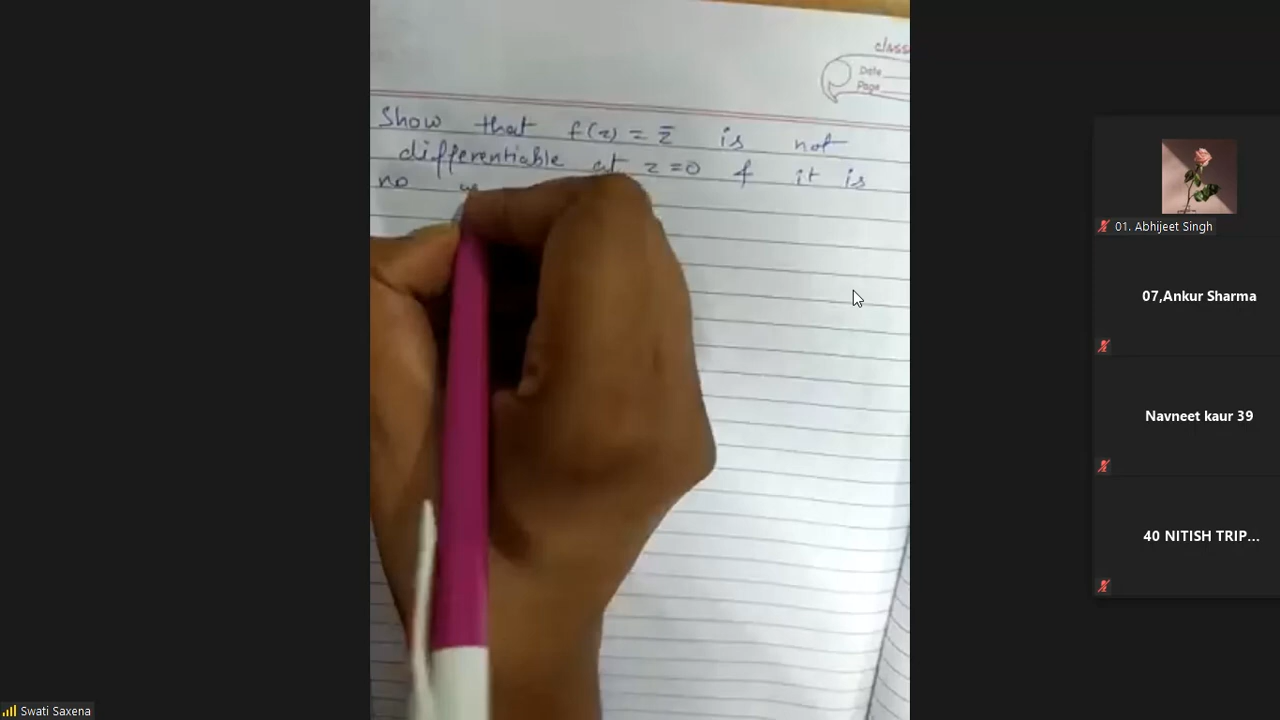 class
Date
Page
Show that f(z) = z̄ is not
differentiable at z=0 & it is
no
01. Abhijeet Singh
07,Ankur Sharma
Navneet kaur 39
40 NITISH TRIP...
Swati Saxena